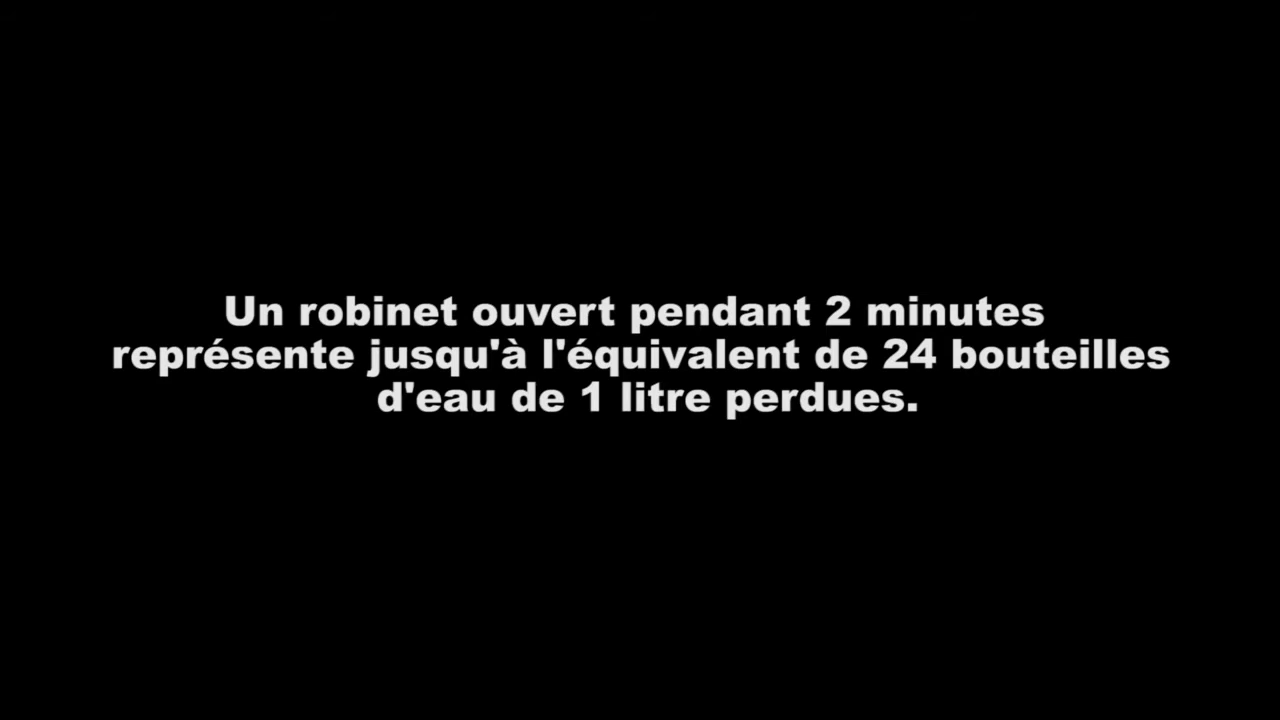 Un robinet ouvert pendant 2 minutes
représente jusqu'à l'équivalent de 24 bouteilles
d'eau de 1 litre perdues.